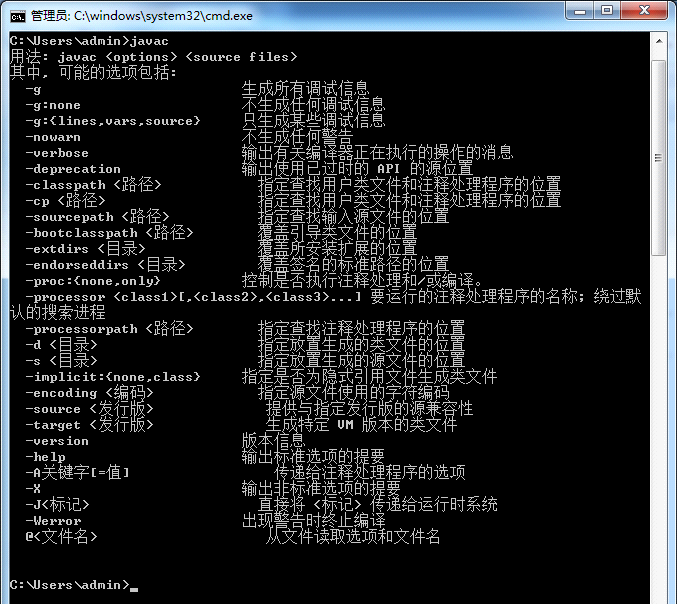 管理员: C:\windows\system32\cmd.exe
C:\Users\admin>javac
用法: javac <options> <source files>
其中, 可能的选项包括:
-g 生成所有调试信息
-g:none 不生成任何调试信息
-g:{lines,vars,source} 只生成某些调试信息
-nowarn 不生成任何警告
-verbose 输出有关编译器正在执行的操作的消息
-deprecation 输出使用已过时的 API 的源位置
-classpath <路径> 指定查找用户类文件和注释处理程序的位置
-cp <路径> 指定查找用户类文件和注释处理程序的位置
-sourcepath <路径> 指定查找输入源文件的位置
-bootclasspath <路径> 覆盖引导类文件的位置
-extdirs <目录> 覆盖所安装扩展的位置
-endorseddirs <目录> 覆盖签名的标准路径的位置
-proc:{none,only} 控制是否执行注释处理和/或编译。
-processor <class1>[,<class2>,<class3>...] 要运行的注释处理程序的名称; 绕过默
认的搜索进程
-processorpath <路径> 指定查找注释处理程序的位置
-d <目录> 指定放置生成的类文件的位置
-s <目录> 指定放置生成的源文件的位置
-implicit:{none,class} 指定是否为隐式引用文件生成类文件
-encoding <编码> 指定源文件使用的字符编码
-source <发行版> 提供与指定发行版的源兼容性
-target <发行版> 生成特定 VM 版本的类文件
-version 版本信息
-help 输出标准选项的提要
-A关键字[=值] 传递给注释处理程序的选项
-X 输出非标准选项的提要
-J<标记> 直接将 <标记> 传递给运行时系统
-Werror 出现警告时终止编译
@<文件名> 从文件读取选项和文件名
C:\Users\admin>